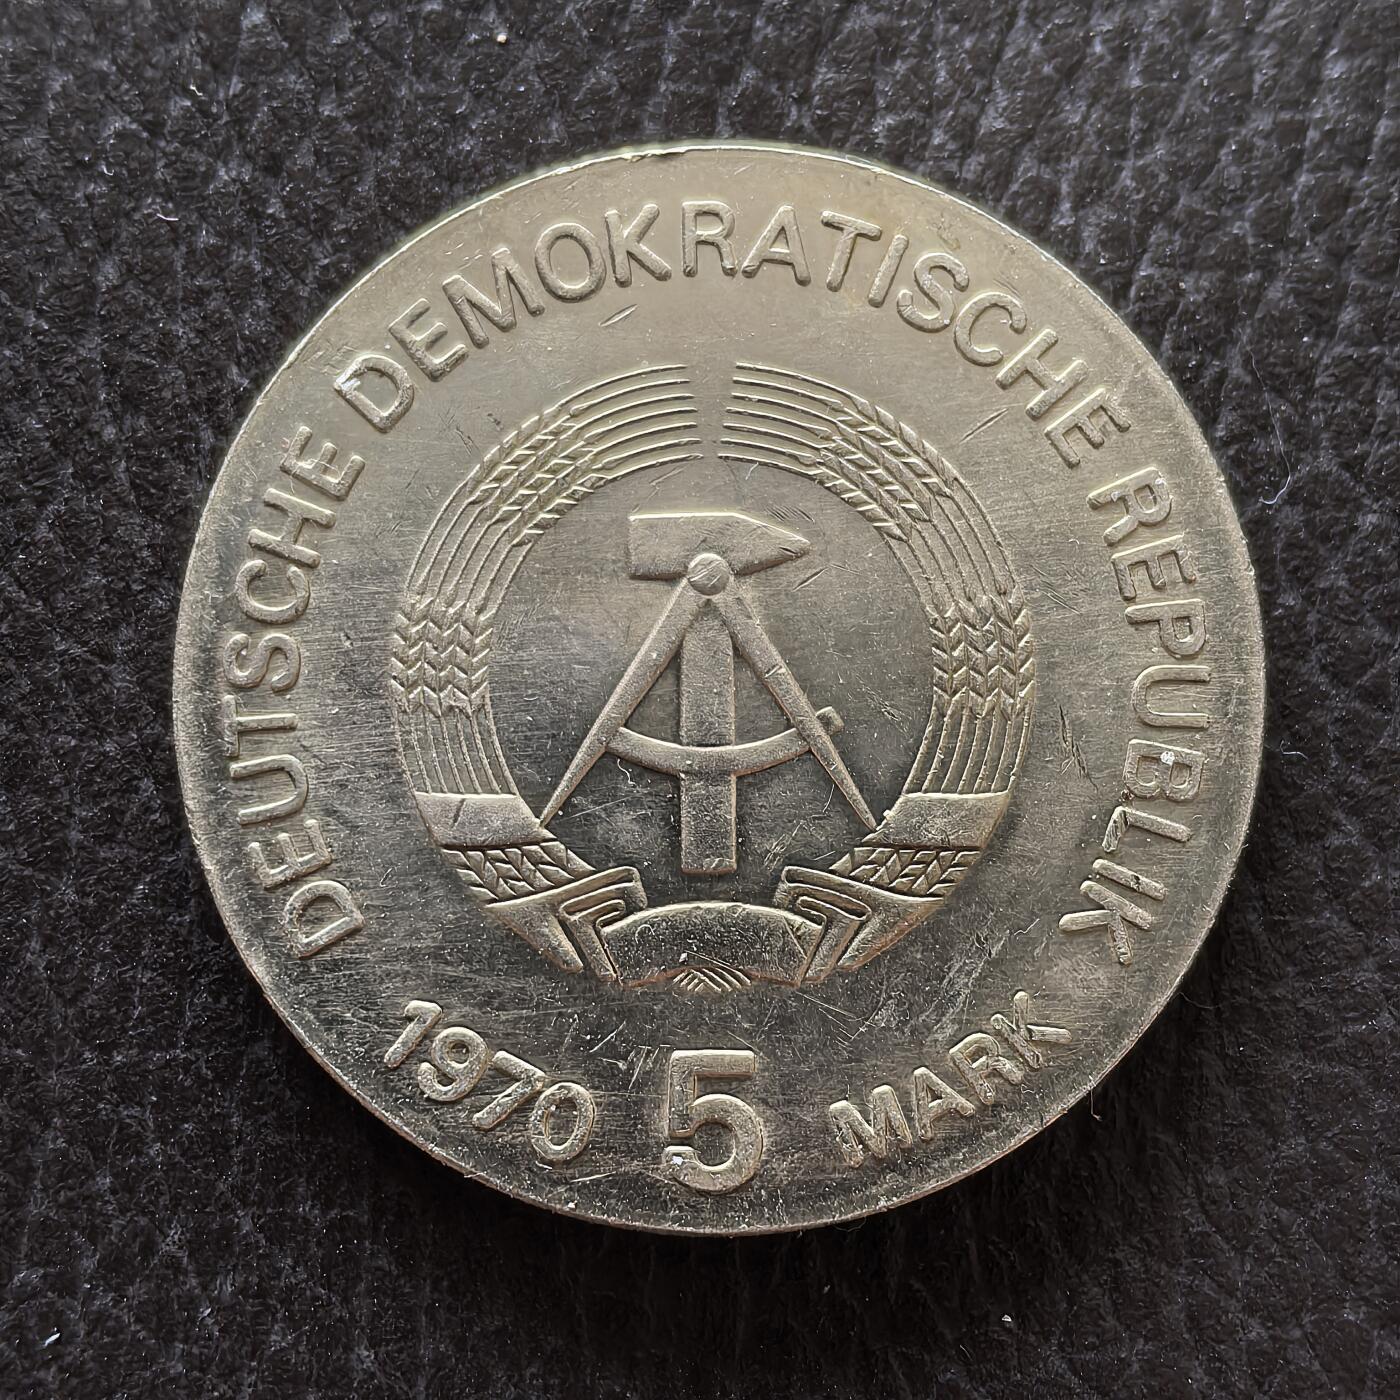 DEUTSCHE DEMOKRATISCHE REPUBLIK
1970 5 MARK